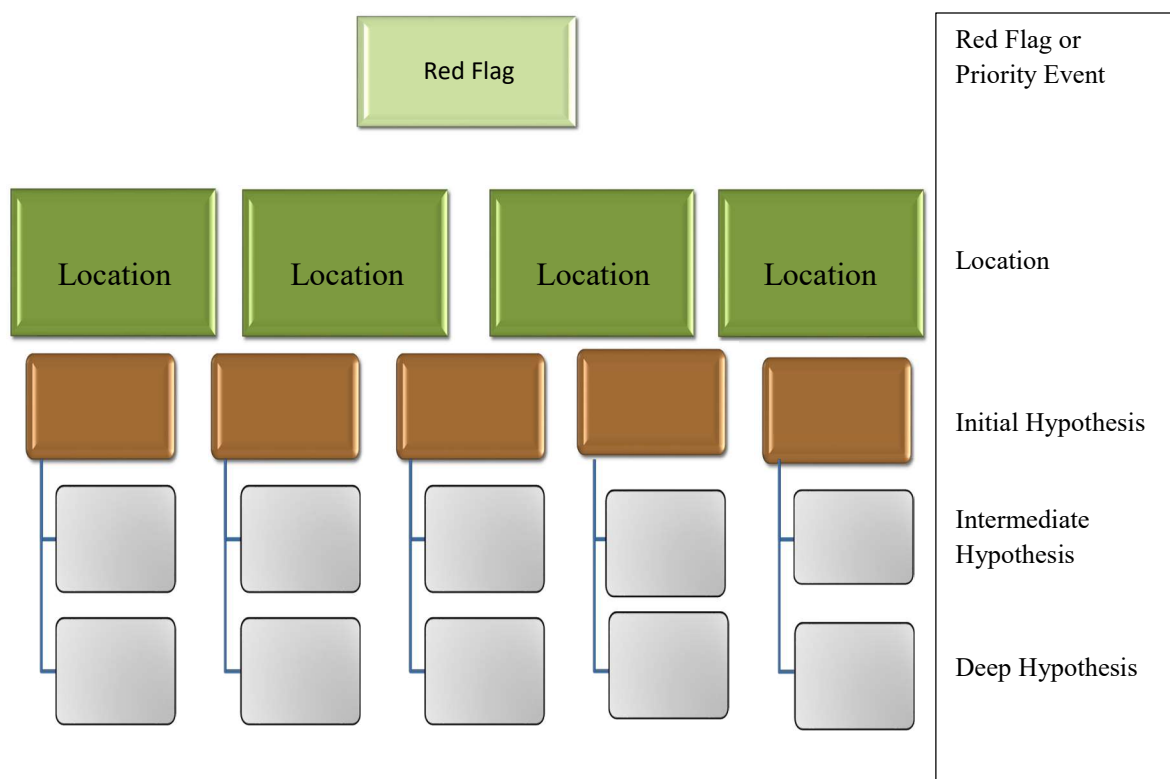 Red Flag
Red Flag or
Priority Event
Location
Location
Location
Location
Location
Initial Hypothesis
Intermediate
Hypothesis
Deep Hypothesis